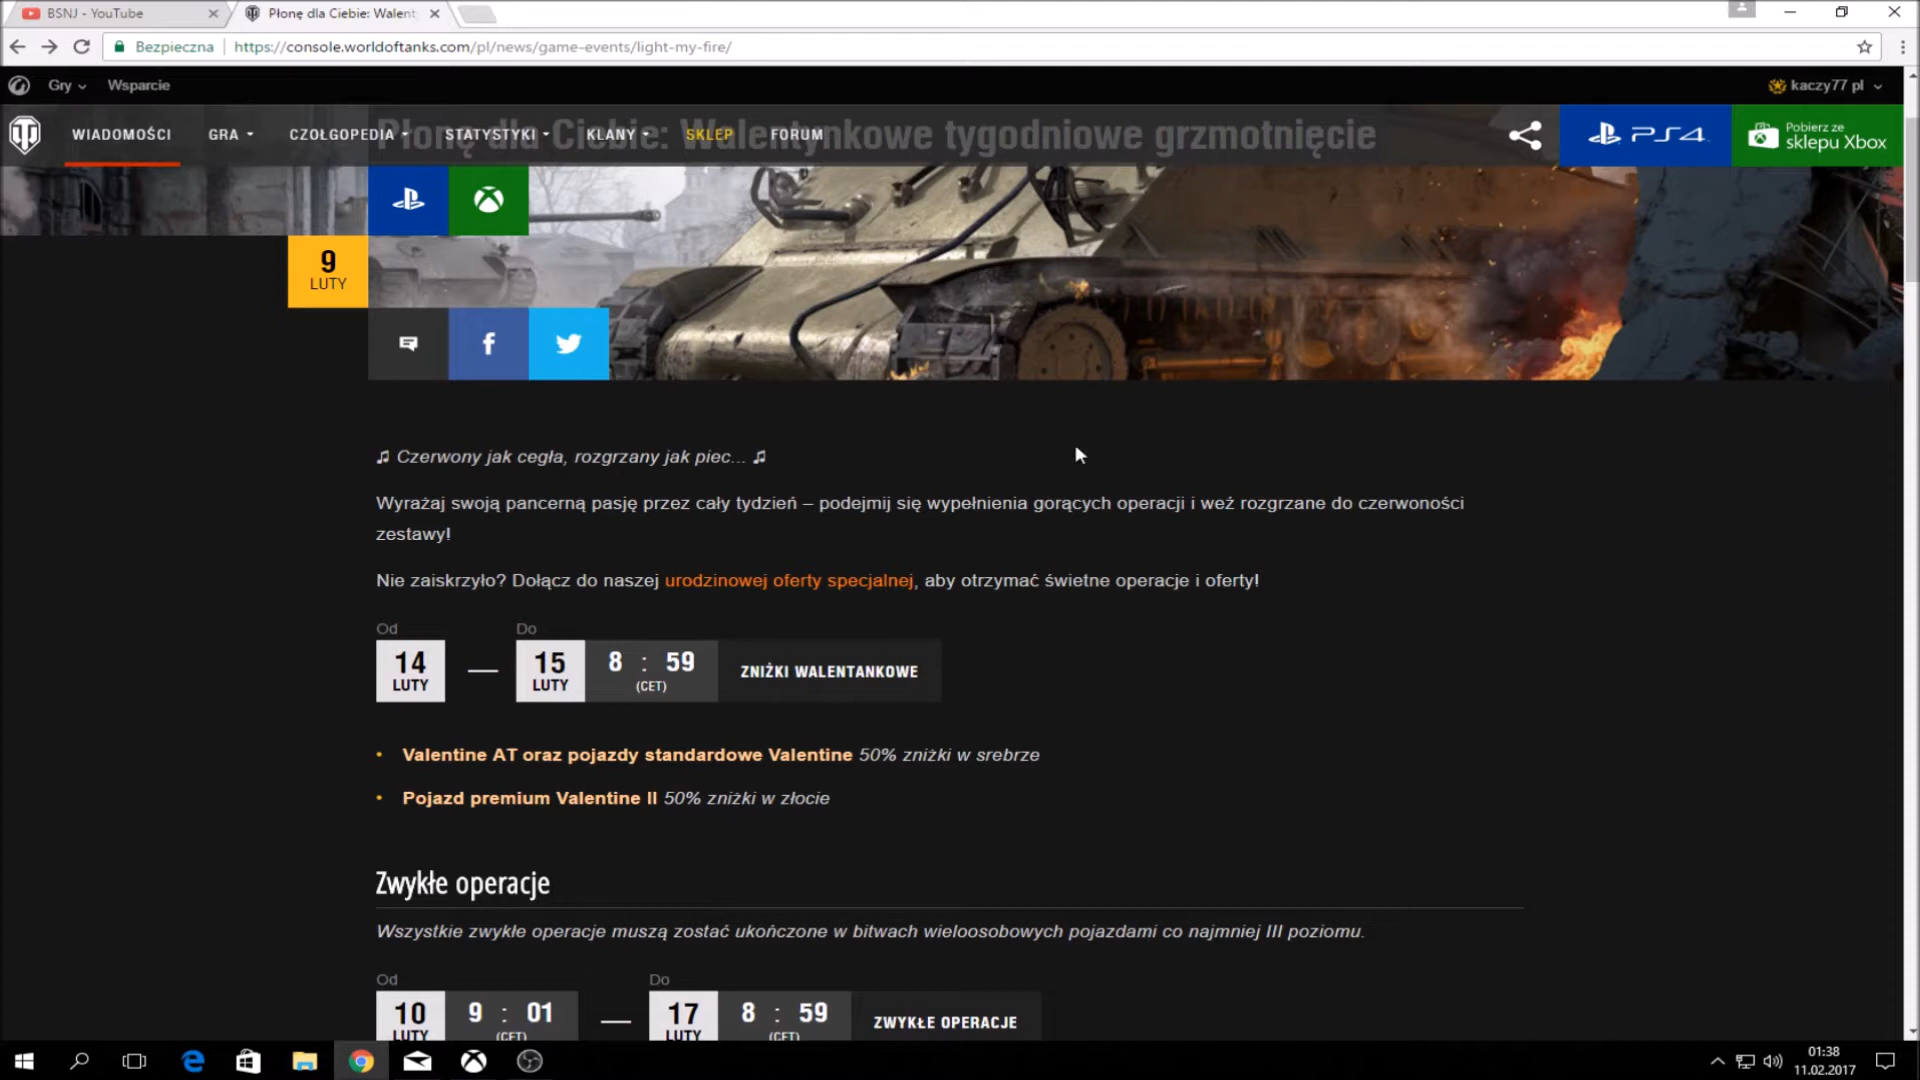 BSNJ - YouTube
Płonę dla Ciebie: Walent
Bezpieczna
https://console.worldoftanks.com/pl/news/game-events/light-my-fire/
Gry
Wsparcie
kaczy77 pl
WIADOMOŚCI
GRA
CZOŁGOPEDIA
STATYSTYKI
KLANY
SKLEP
FORUM
PS4
Pobierz ze
sklepu Xbox
Płonę dla Ciebie: Walentynkowe tygodniowe grzmotnięcie
9
LUTY
♫ Czerwony jak cegła, rozgrzany jak piec... ♫
Wyrażaj swoją pancerną pasję przez cały tydzień – podejmij się wypełnienia gorących operacji i weź rozgrzane do czerwoności
zestawy!
Nie zaiskrzyło? Dołącz do naszej urodzinowej oferty specjalnej, aby otrzymać świetne operacje i oferty!
Od
Do
14
LUTY
—
15
LUTY
8 : 59
(CET)
ZNIŻKI WALENTANKOWE
• Valentine AT oraz pojazdy standardowe Valentine 50% zniżki w srebrze
• Pojazd premium Valentine II 50% zniżki w złocie
Zwykłe operacje
Wszystkie zwykłe operacje muszą zostać ukończone w bitwach wieloosobowych pojazdami co najmniej III poziomu.
Od
Do
10
LUTY
9 : 01
(CET)
—
17
LUTY
8 : 59
(CET)
ZWYKŁE OPERACJE
01:38
11.02.2017